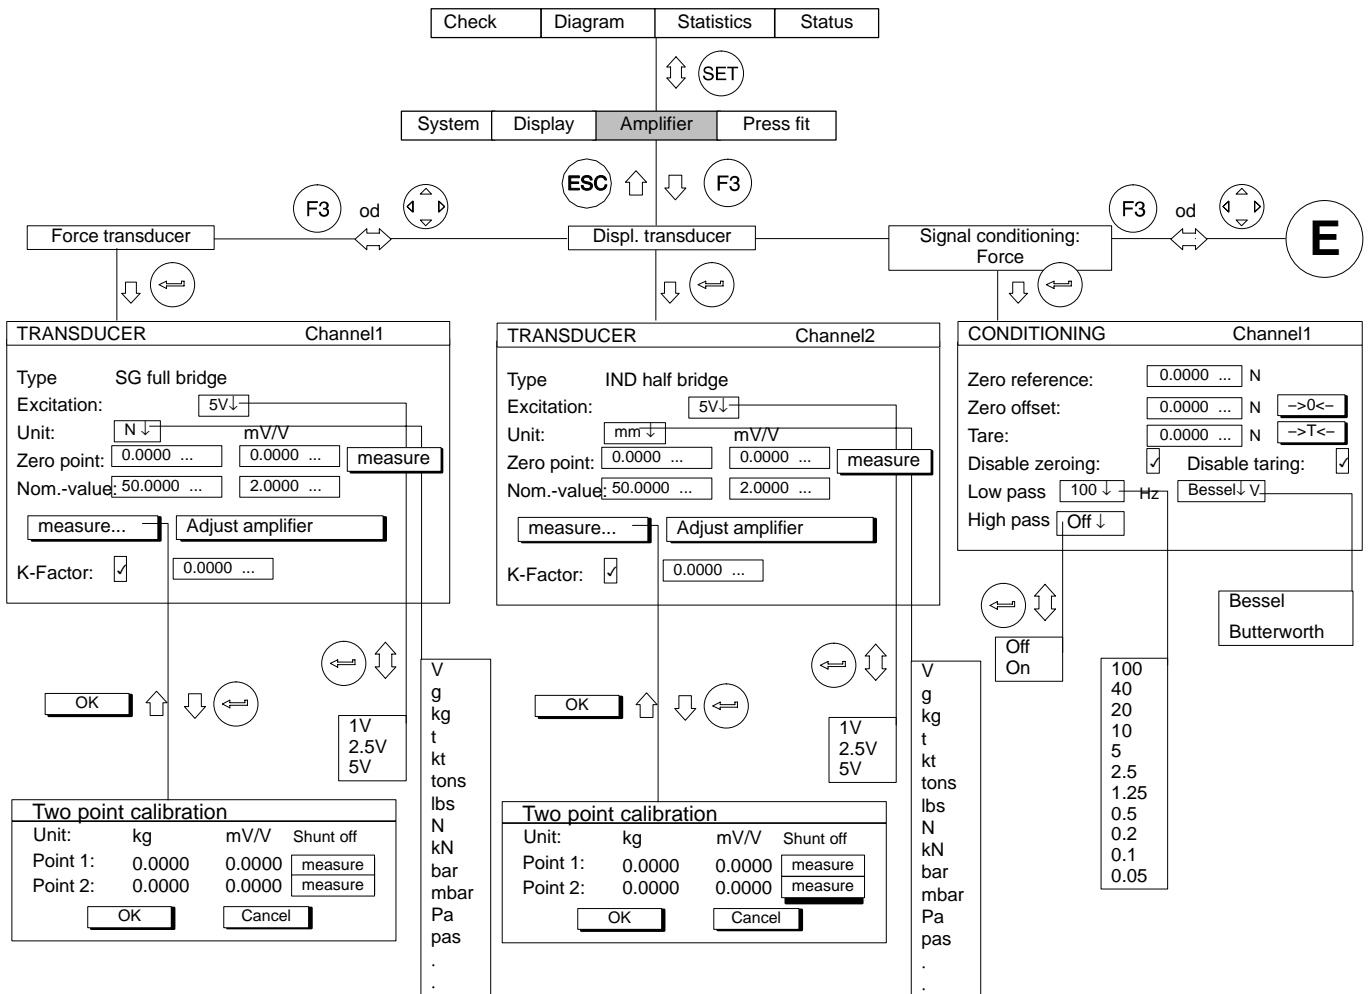 Check Diagram Statistics Status
SET
System Display Amplifier Press fit
ESC F3
F3 od
F3 od
Force transducer
Displ. transducer
Signal conditioning:
Force
E
TRANSDUCER Channel1
Type SG full bridge
Excitation: 5V↓
Unit: N ↓ mV/V
Zero point: 0.0000 ... 0.0000 ... measure
Nom.-value: 50.0000 ... 2.0000 ...
measure... Adjust amplifier
K-Factor: ✓ 0.0000 ...
TRANSDUCER Channel2
Type IND half bridge
Excitation: 5V↓
Unit: mm ↓ mV/V
Zero point: 0.0000 ... 0.0000 ... measure
Nom.-value: 50.0000 ... 2.0000 ...
measure... Adjust amplifier
K-Factor: ✓ 0.0000 ...
CONDITIONING Channel1
Zero reference: 0.0000 ... N
Zero offset: 0.0000 ... N –>0<–
Tare: 0.0000 ... N –>T<–
Disable zeroing: ✓ Disable taring: ✓
Low pass 100 ↓ Hz Bessel↓ V
High pass Off ↓
OK
1V
2.5V
5V
V
g
kg
t
kt
tons
lbs
N
kN
bar
mbar
Pa
pas
.
.
OK
1V
2.5V
5V
V
g
kg
t
kt
tons
lbs
N
kN
bar
mbar
Pa
pas
.
.
Off
On
100
40
20
10
5
2.5
1.25
0.5
0.2
0.1
0.05
Bessel
Butterworth
Two point calibration
Unit: kg mV/V Shunt off
Point 1: 0.0000 0.0000 measure
Point 2: 0.0000 0.0000 measure
OK Cancel
Two point calibration
Unit: kg mV/V Shunt off
Point 1: 0.0000 0.0000 measure
Point 2: 0.0000 0.0000 measure
OK Cancel